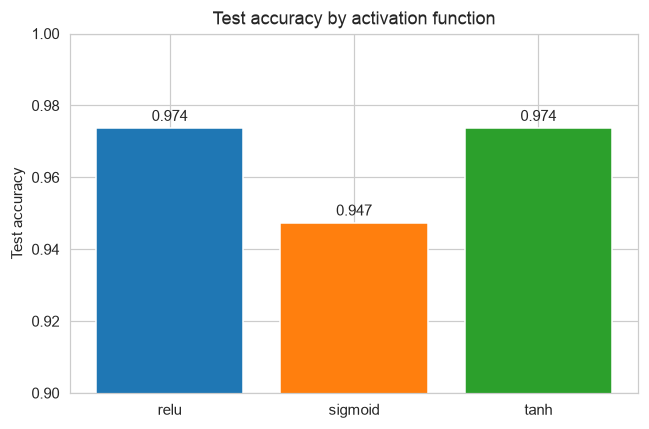 Test accuracy by activation function
Test accuracy
1.00
0.98
0.96
0.94
0.92
0.90
0.974
0.947
0.974
relu
sigmoid
tanh